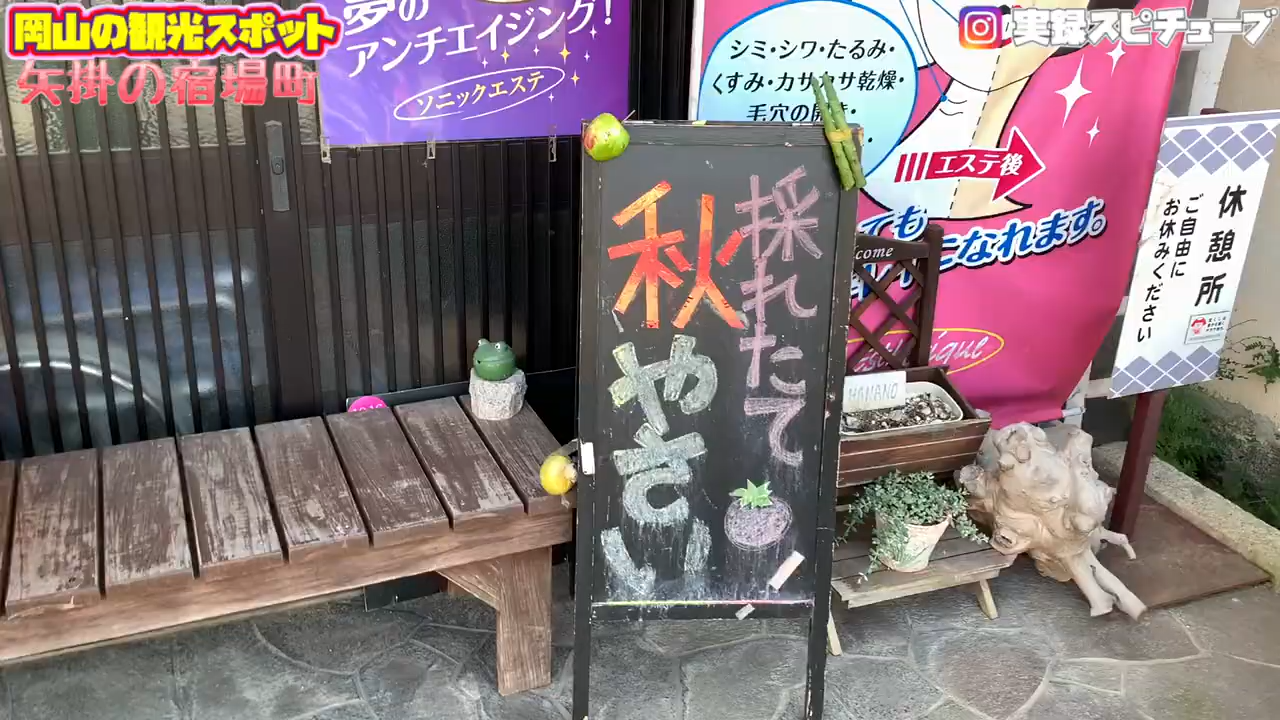 岡山の観光スポット
矢掛の宿場町
実録スピチューブ
夢の
アンチエイジング!
ソニックエステ
シミ・シワ・たるみ・
くすみ・カサカサ乾燥・
エステ後
になれます。
採れたて
秋やさい
come
HANANO
休憩所
ご自由に
お休みください